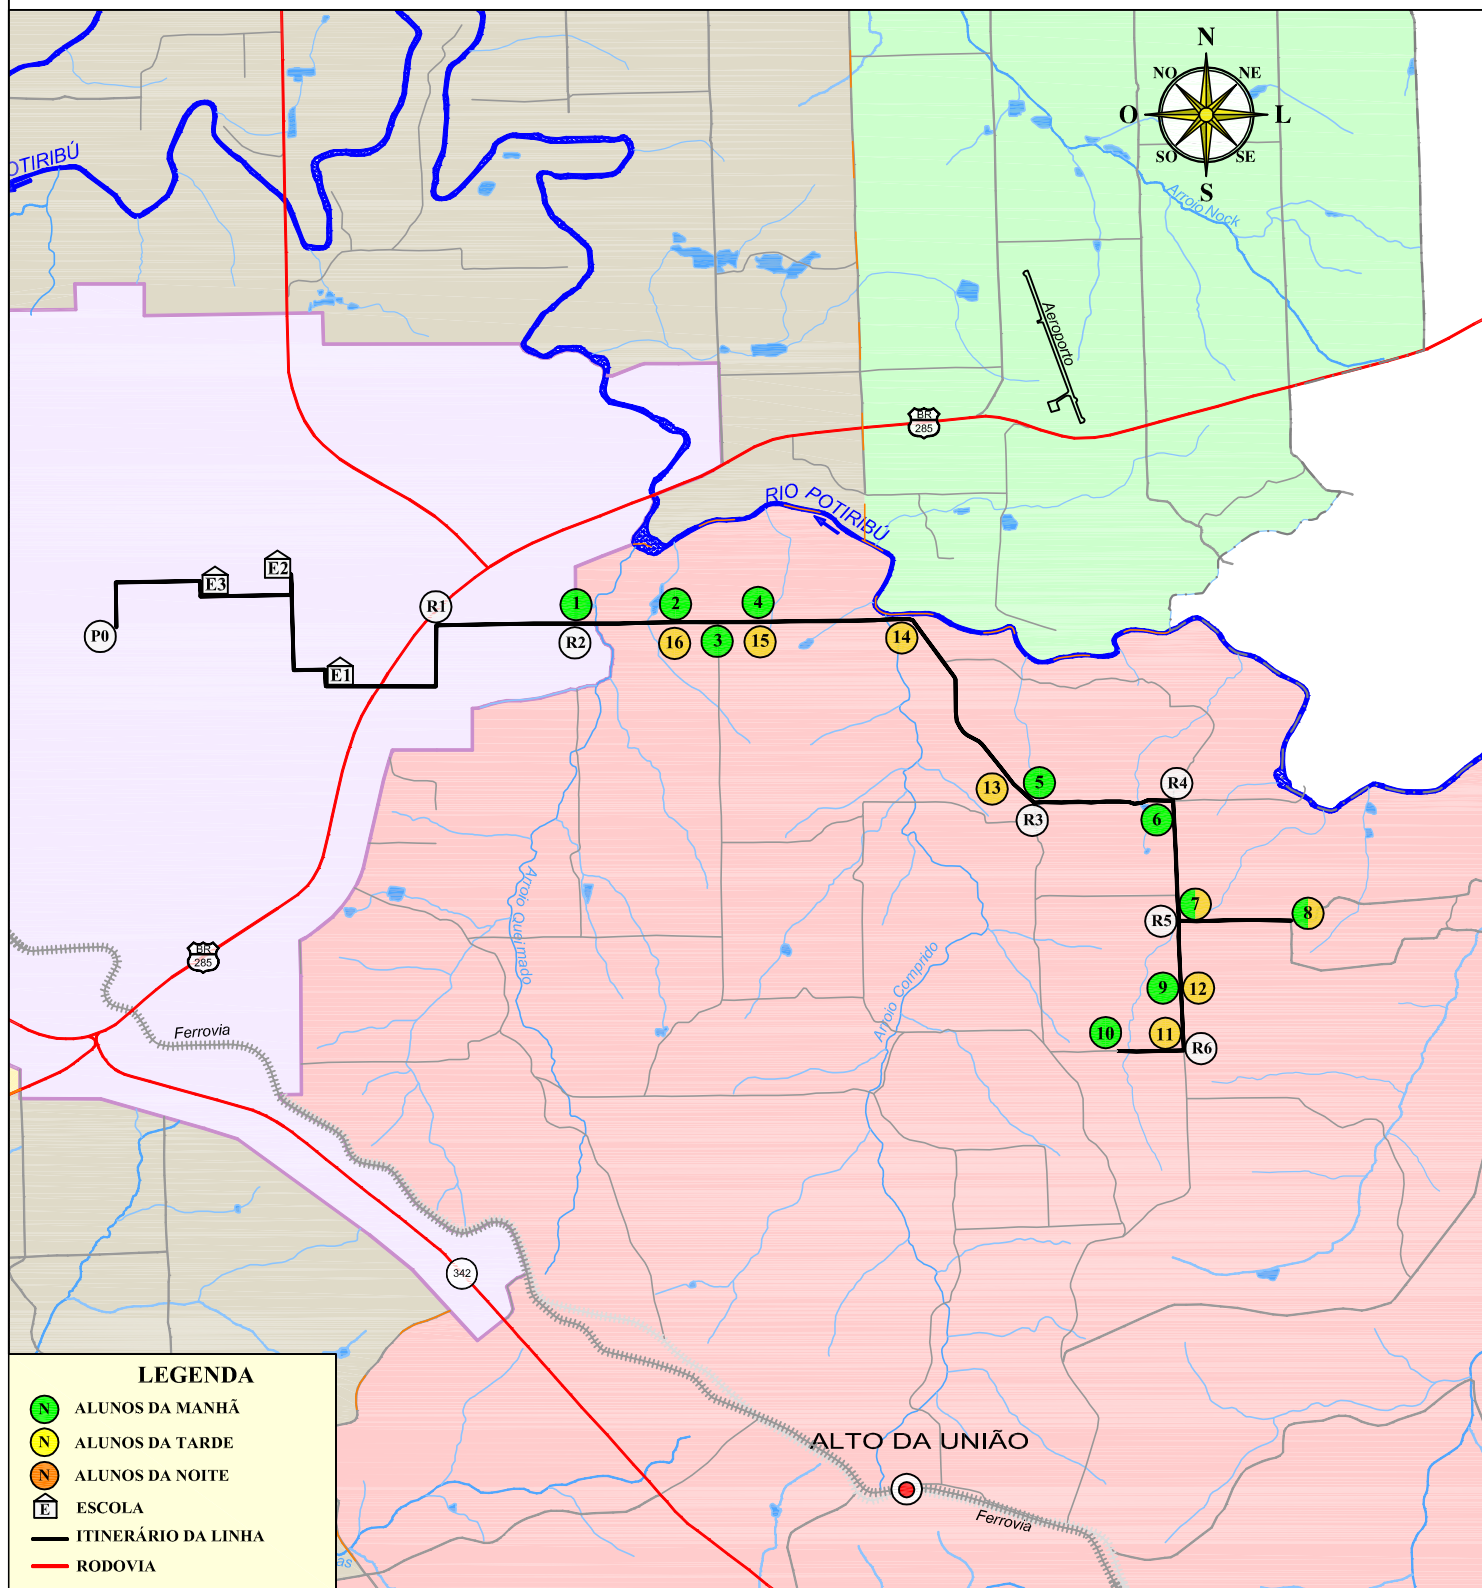 N
NO
NE
O
L
SO
SE
S
OTIRIBÚ
Arroio Nock
Aeroporto
BR
285
RIO POTIRIBÚ
E2
E3
R1
1
2
4
P0
R2
16
3
15
14
E1
13
5
R4
R3
6
7
8
R5
Arroio Queimado
BR
285
Arroio Comprido
9
12
Ferrovia
10
11
R6
342
LEGENDA
N ALUNOS DA MANHÃ
N ALUNOS DA TARDE
N ALUNOS DA NOITE
E ESCOLA
ITINERÁRIO DA LINHA
RODOVIA
ALTO DA UNIÃO
Ferrovia
as